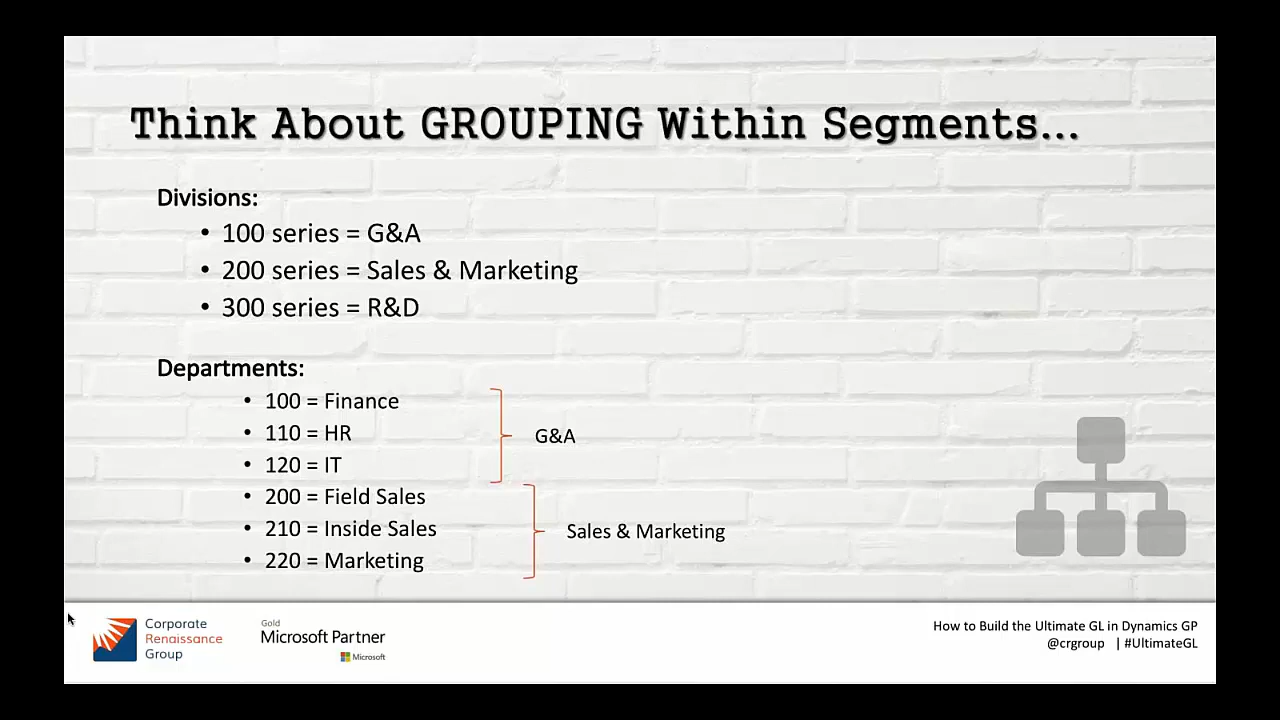 Think About GROUPING Within Segments...
Divisions:
• 100 series = G&A
• 200 series = Sales & Marketing
• 300 series = R&D
Departments:
• 100 = Finance
• 110 = HR
• 120 = IT
G&A
• 200 = Field Sales
• 210 = Inside Sales
• 220 = Marketing
Sales & Marketing
Corporate
Renaissance
Group
Gold
Microsoft Partner
Microsoft
How to Build the Ultimate GL in Dynamics GP
@crgroup | #UltimateGL